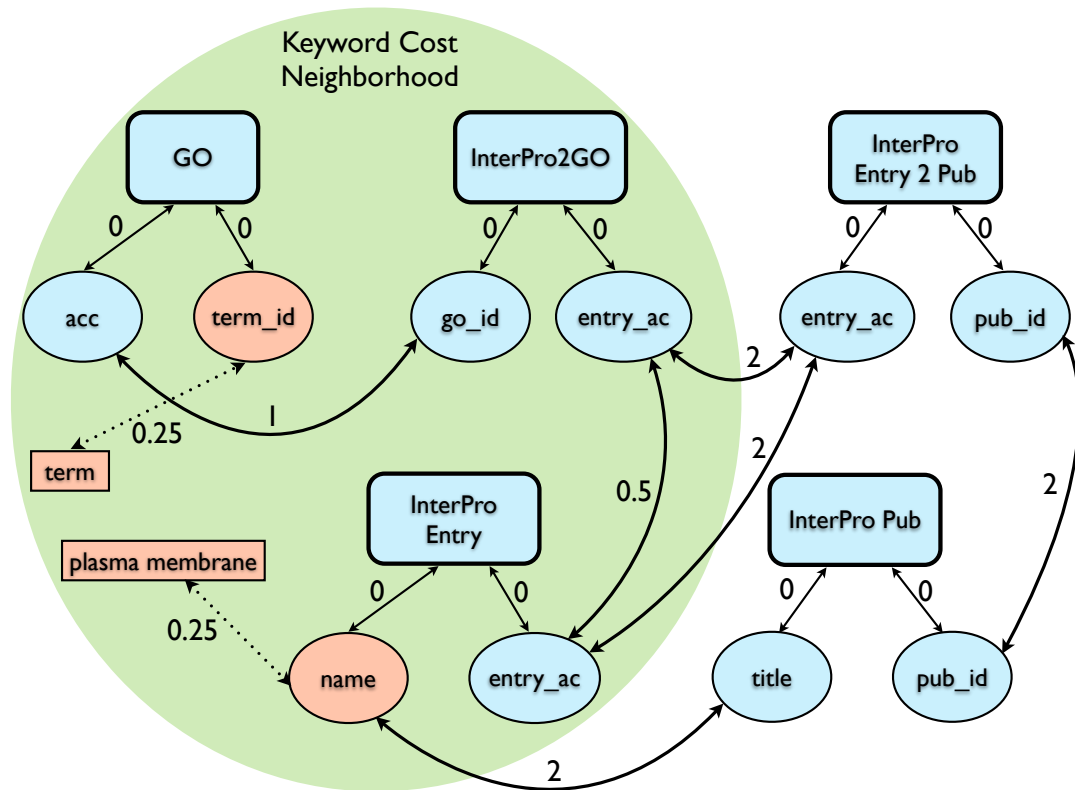 Keyword Cost
Neighborhood
GO
InterPro2GO
InterPro
Entry 2 Pub
0
0
0
0
0
0
acc
term_id
go_id
entry_ac
entry_ac
pub_id
2
1
0.25
term
2
0.5
2
InterPro
Entry
InterPro Pub
plasma membrane
0
0
0
0
0.25
name
entry_ac
title
pub_id
2